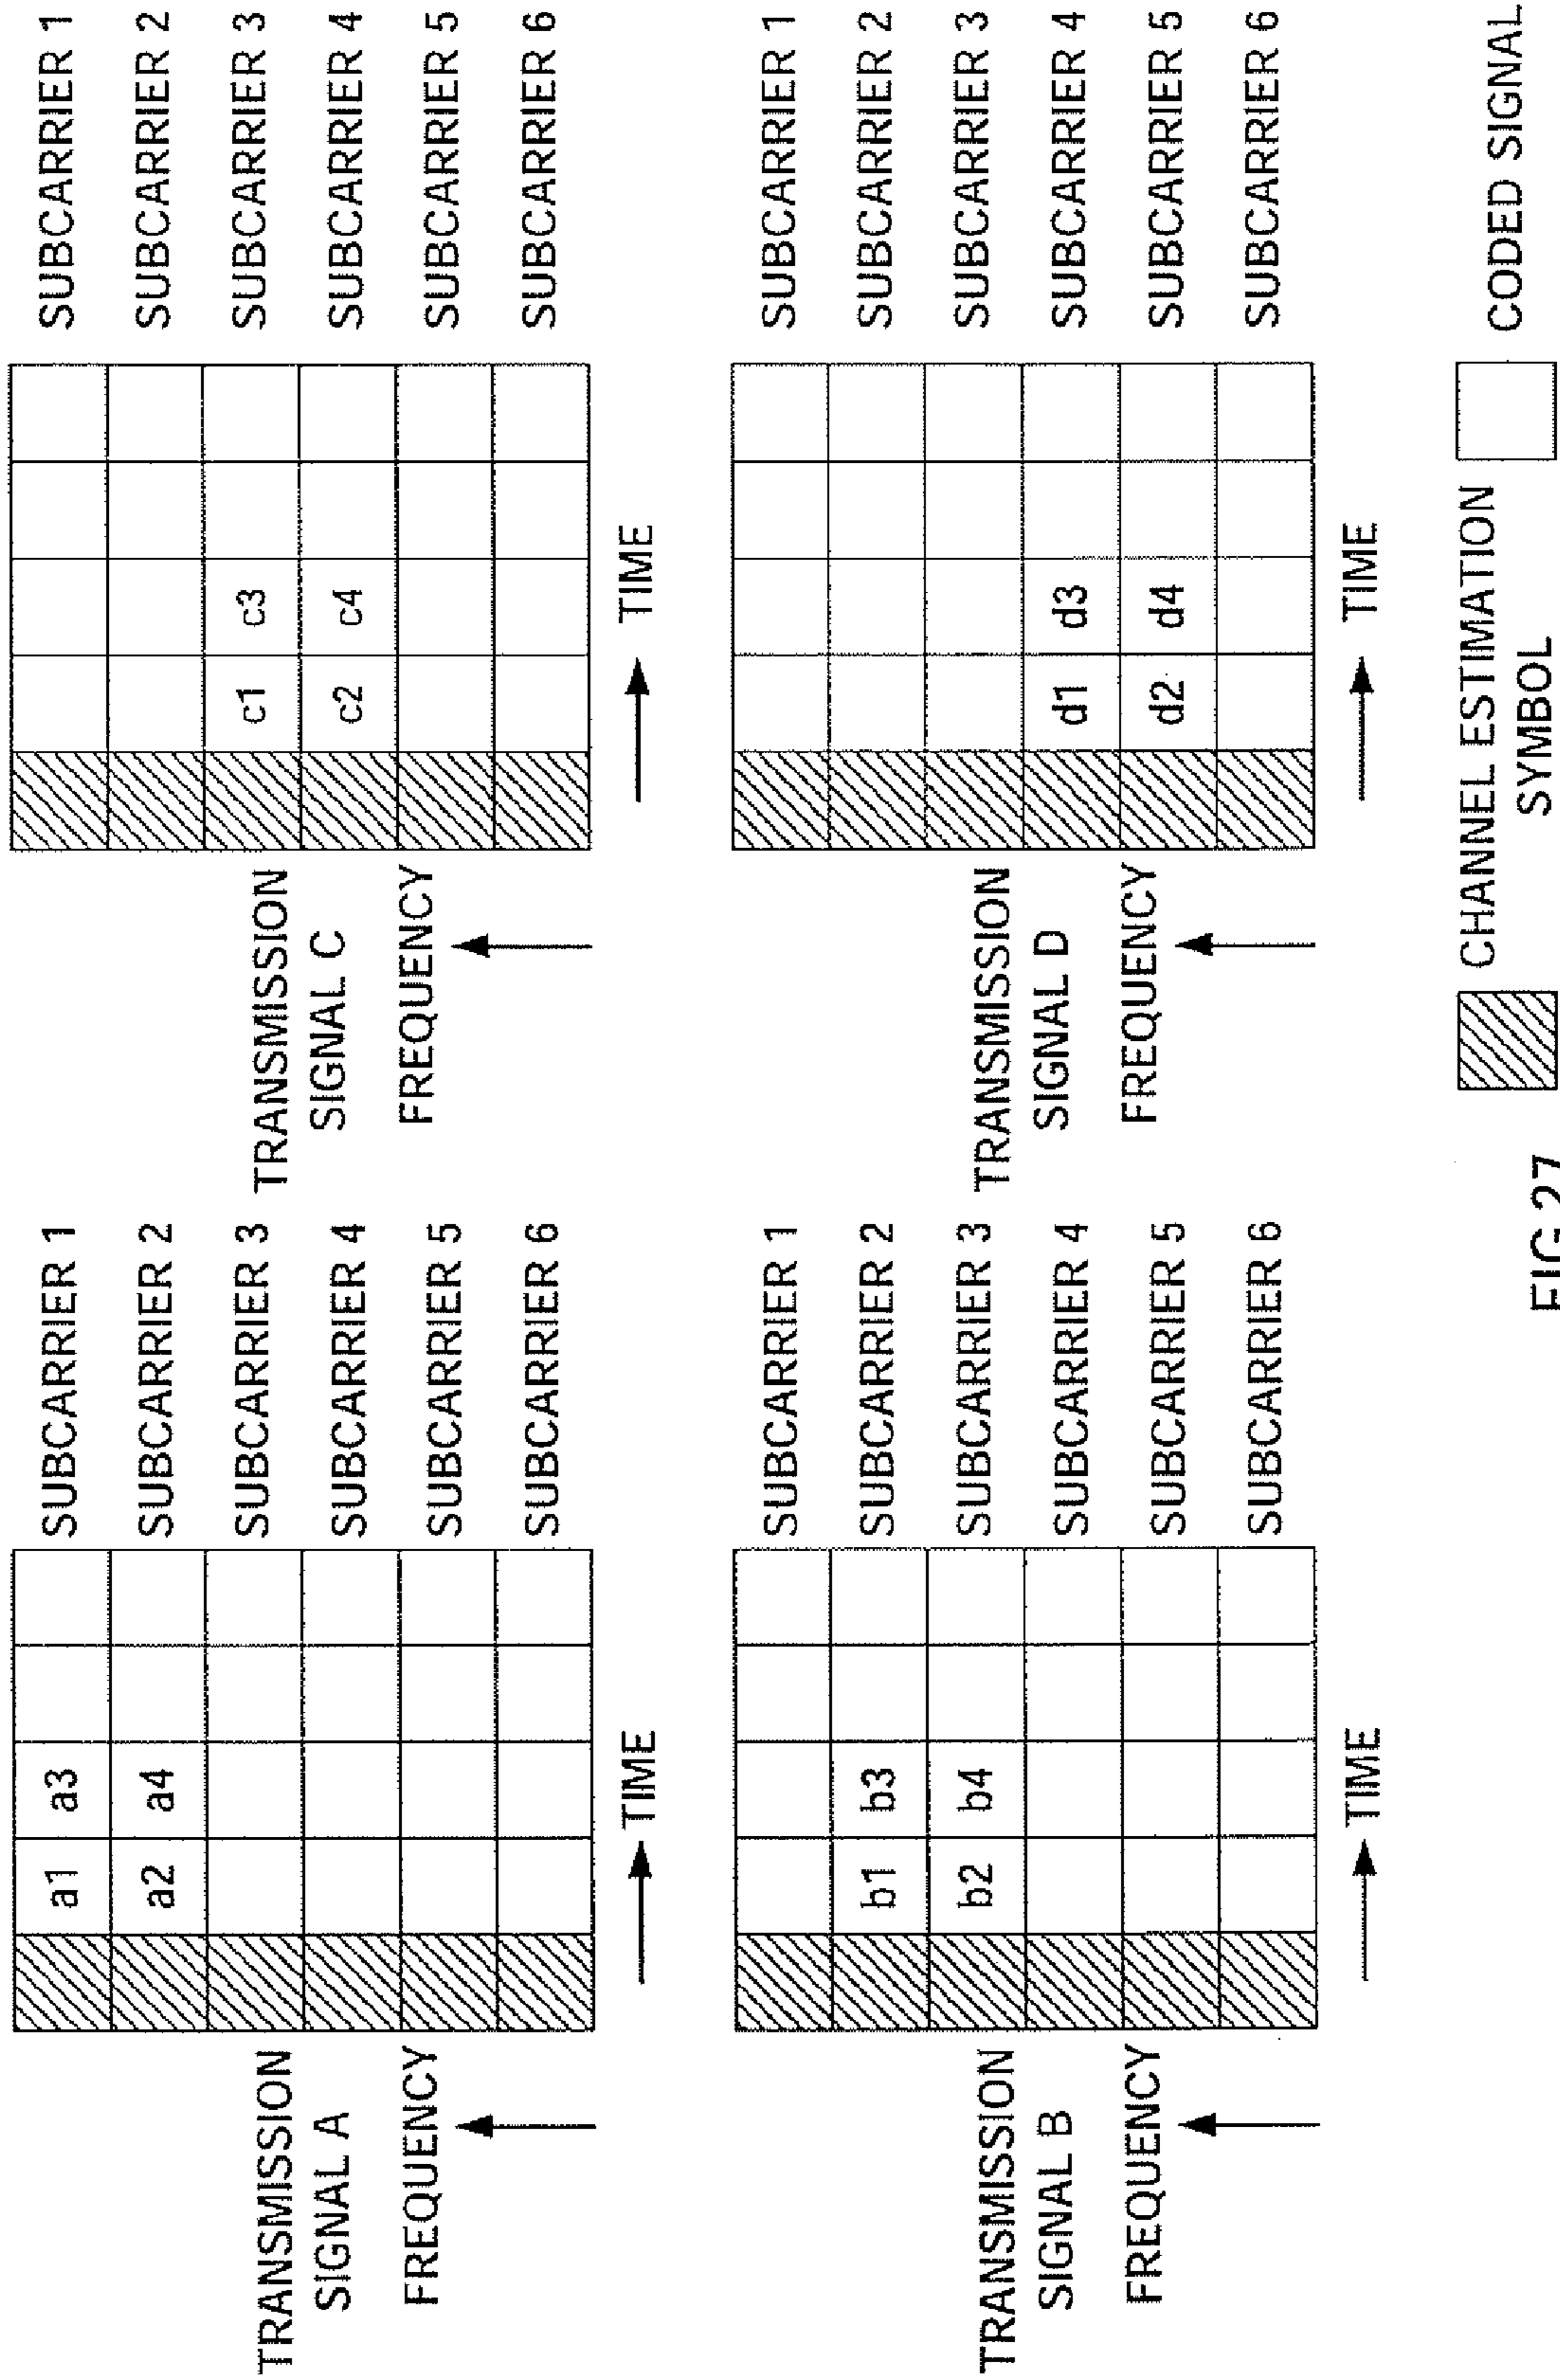 TRANSMISSION
SIGNAL A
FREQUENCY
a1 a3
a2 a4
SUBCARRIER 1
SUBCARRIER 2
SUBCARRIER 3
SUBCARRIER 4
SUBCARRIER 5
SUBCARRIER 6
TIME
TRANSMISSION
SIGNAL C
FREQUENCY
c1 c3
c2 c4
SUBCARRIER 1
SUBCARRIER 2
SUBCARRIER 3
SUBCARRIER 4
SUBCARRIER 5
SUBCARRIER 6
TIME
TRANSMISSION
SIGNAL B
FREQUENCY
b1 b3
b2 b4
SUBCARRIER 1
SUBCARRIER 2
SUBCARRIER 3
SUBCARRIER 4
SUBCARRIER 5
SUBCARRIER 6
TIME
TRANSMISSION
SIGNAL D
FREQUENCY
d1 d3
d2 d4
SUBCARRIER 1
SUBCARRIER 2
SUBCARRIER 3
SUBCARRIER 4
SUBCARRIER 5
SUBCARRIER 6
TIME
CHANNEL ESTIMATION
SYMBOL
CODED SIGNAL
FIG 27